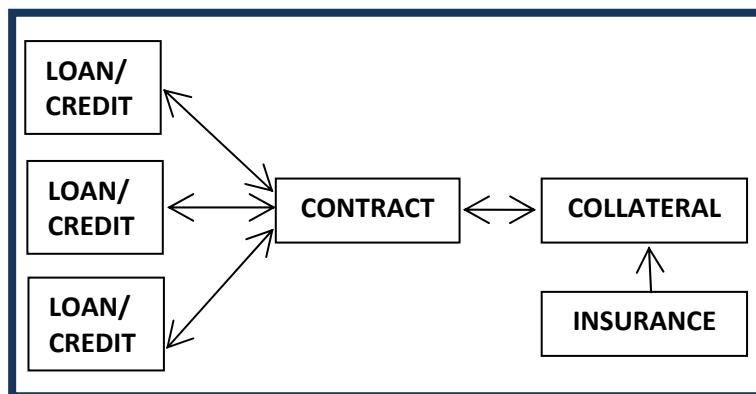 LOAN/
CREDIT
LOAN/
CREDIT
CONTRACT
COLLATERAL
LOAN/
CREDIT
INSURANCE